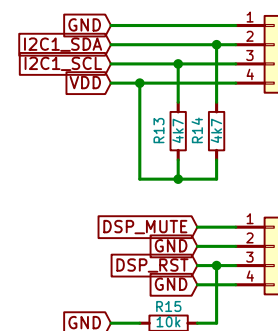 GND 1
I2C1_SDA 2
I2C1_SCL 3
VDD 4
R13 4k7 R14 4k7
DSP_MUTE 1
GND 2
DSP_RST 3
GND 4
R15
GND 10k